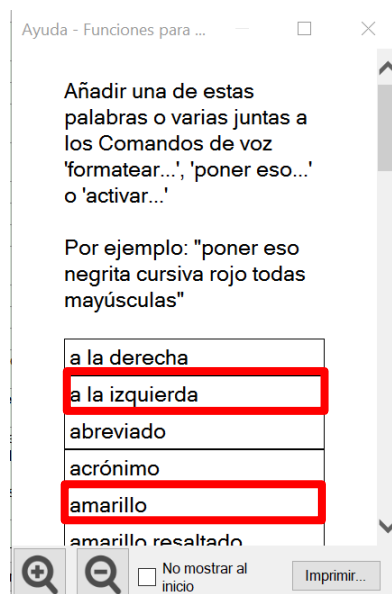 Ayuda - Funciones para ...
Añadir una de estas
palabras o varias juntas a
los Comandos de voz
'formatear...', 'poner eso...'
o 'activar...'
Por ejemplo: "poner eso
negrita cursiva rojo todas
mayúsculas"
a la derecha
a la izquierda
abreviado
acrónimo
amarillo
amarillo resaltado
No mostrar al
inicio
Imprimir...